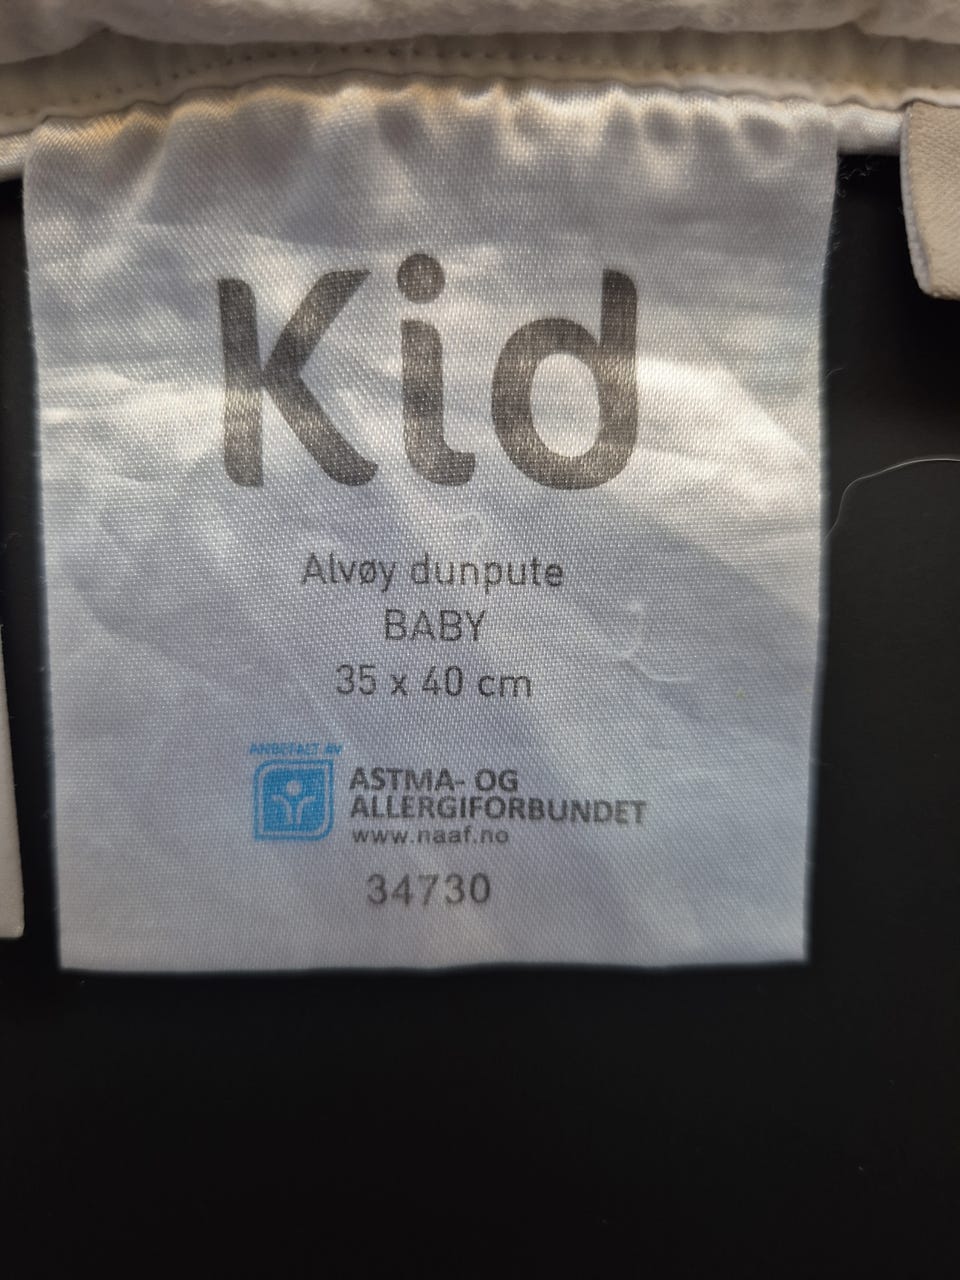 Kid
Alvøy dunpute
BABY
35 x 40 cm
ANBEFALT AV
ASTMA- OG
ALLERGIFORBUNDET
www.naaf.no
34730